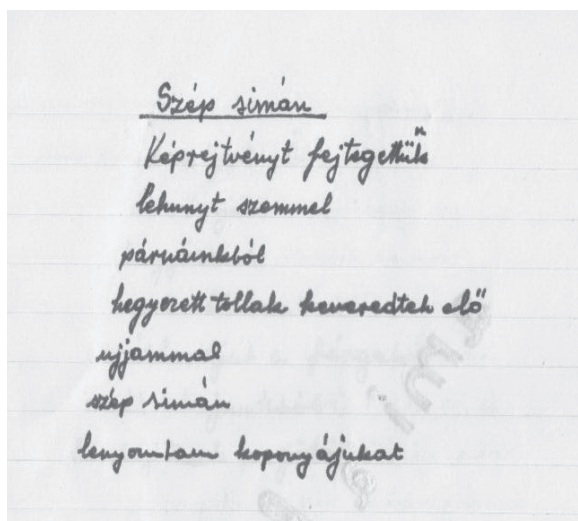 Szép simán
Képrejtvényt fejtegettük
lehunyt szemmel
párnáinkból
hegyezett tollak keveredtek elő
ujjammal
szép simán
lenyomtam koponyájukat